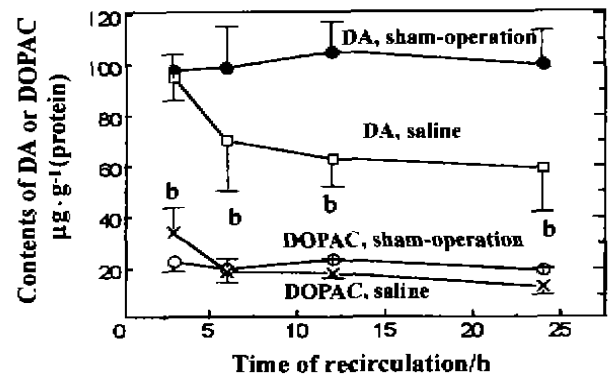 Contents of DA or DOPAC
μg·g-¹(protein)
120
100
80
60
40
20
DA, sham-operation
DA, saline
b
b
b
b
DOPAC, sham-operation
DOPAC, saline
0
5
10
15
20
25
Time of recirculation/h